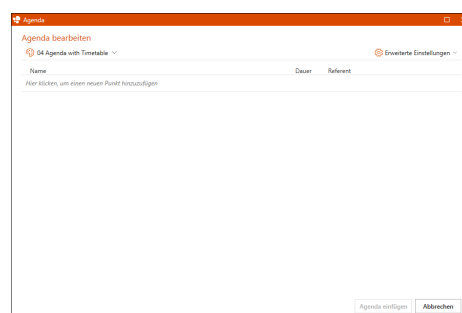 Agenda
Agenda bearbeiten
04 Agenda with Timetable
Erweiterte Einstellungen
Name Dauer Referent
Hier klicken, um einen neuen Punkt hinzuzufügen
Agenda einfügen Abbrechen